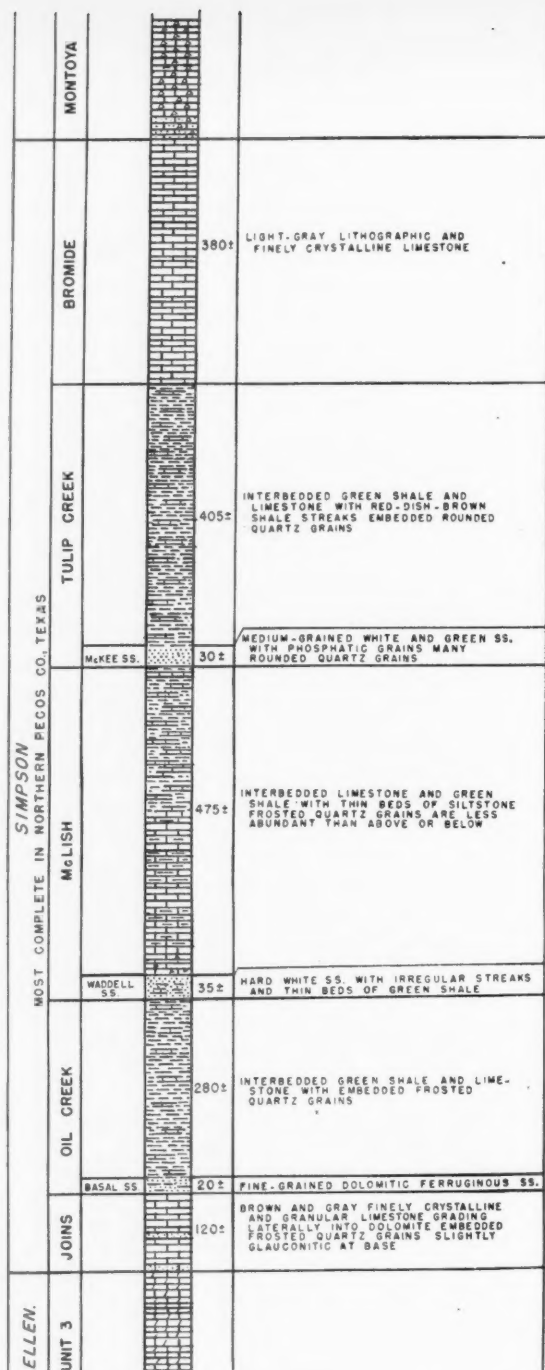 MONTOYA
BROMIDE
380±
LIGHT-GRAY LITHOGRAPHIC AND
FINELY CRYSTALLINE LIMESTONE
SIMPSON
MOST COMPLETE IN NORTHERN PECOS CO., TEXAS
TULIP CREEK
405±
INTERBEDDED GREEN SHALE AND
LIMESTONE WITH RED-DISH-BROWN
SHALE STREAKS EMBEDDED ROUNDED
QUARTZ GRAINS
McKEE SS.
30±
MEDIUM-GRAINED WHITE AND GREEN SS.
WITH PHOSPHATIC GRAINS MANY
ROUNDED QUARTZ GRAINS
McLISH
475±
INTERBEDDED LIMESTONE AND GREEN
SHALE WITH THIN BEDS OF SILTSTONE
FROSTED QUARTZ GRAINS ARE LESS
ABUNDANT THAN ABOVE OR BELOW
WADDELL
SS.
35±
HARD WHITE SS. WITH IRREGULAR STREAKS
AND THIN BEDS OF GREEN SHALE
OIL CREEK
280±
INTERBEDDED GREEN SHALE AND LIME-
STONE WITH EMBEDDED FROSTED
QUARTZ GRAINS
BASAL SS.
20±
FINE-GRAINED DOLOMITIC FERRUGINOUS SS.
JOINS
120±
BROWN AND GRAY FINELY CRYSTALLINE
AND GRANULAR LIMESTONE GRADING
LATERALLY INTO DOLOMITE EMBEDDED
FROSTED QUARTZ GRAINS SLIGHTLY
GLAUCONITIC AT BASE
ELLEN.
UNIT 3